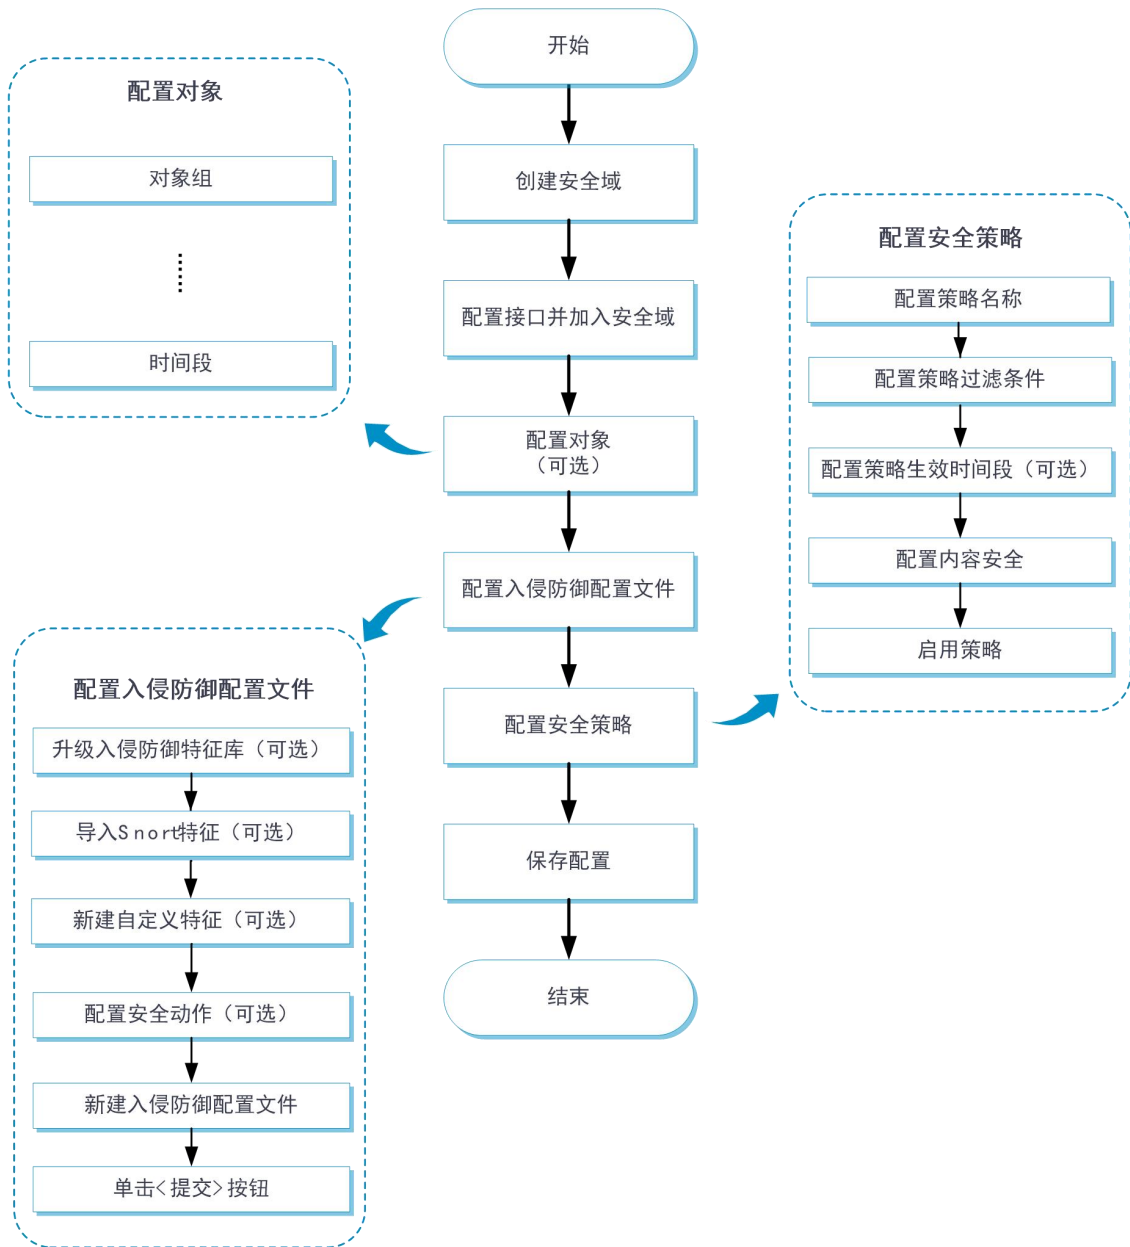 开始
创建安全域
配置接口并加入安全域
配置对象
（可选）
配置入侵防御配置文件
配置安全策略
保存配置
结束
配置对象
对象组
......
时间段
配置入侵防御配置文件
升级入侵防御特征库（可选）
导入Snort特征（可选）
新建自定义特征（可选）
配置安全动作（可选）
新建入侵防御配置文件
单击<提交>按钮
配置安全策略
配置策略名称
配置策略过滤条件
配置策略生效时间段（可选）
配置内容安全
启用策略